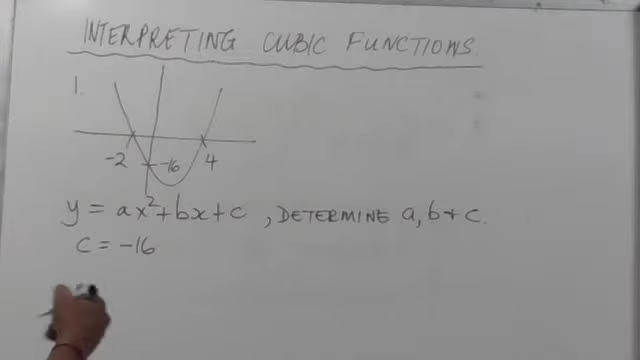 INTERPRETING CUBIC FUNCTIONS
1.
-2 -16 4
y = ax²+bx+c , DETERMINE a, b + c.
c = -16